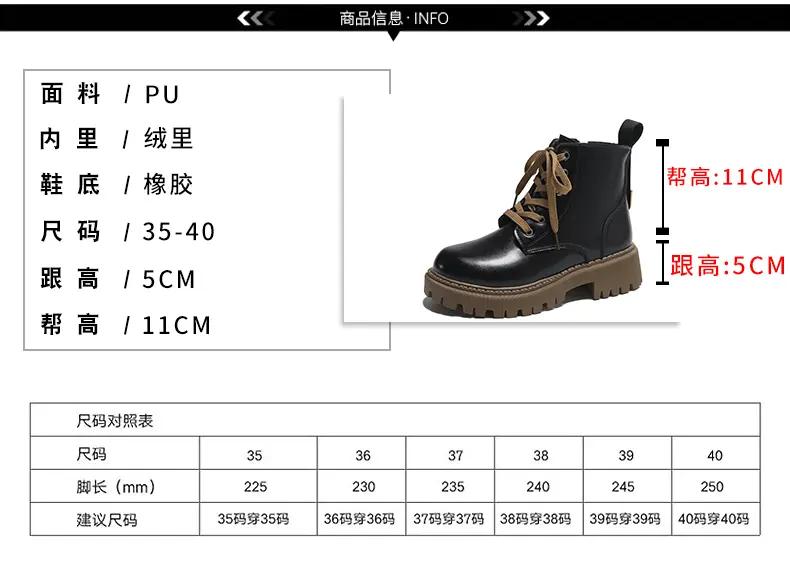 商品信息·INFO
面料 / PU
内里 / 绒里
鞋底 / 橡胶
尺码 / 35-40
跟高 / 5CM
帮高 / 11CM
帮高:11CM
跟高:5CM
尺码对照表
尺码 35 36 37 38 39 40
脚长（mm） 225 230 235 240 245 250
建议尺码 35码穿35码 36码穿36码 37码穿37码 38码穿38码 39码穿39码 40码穿40码